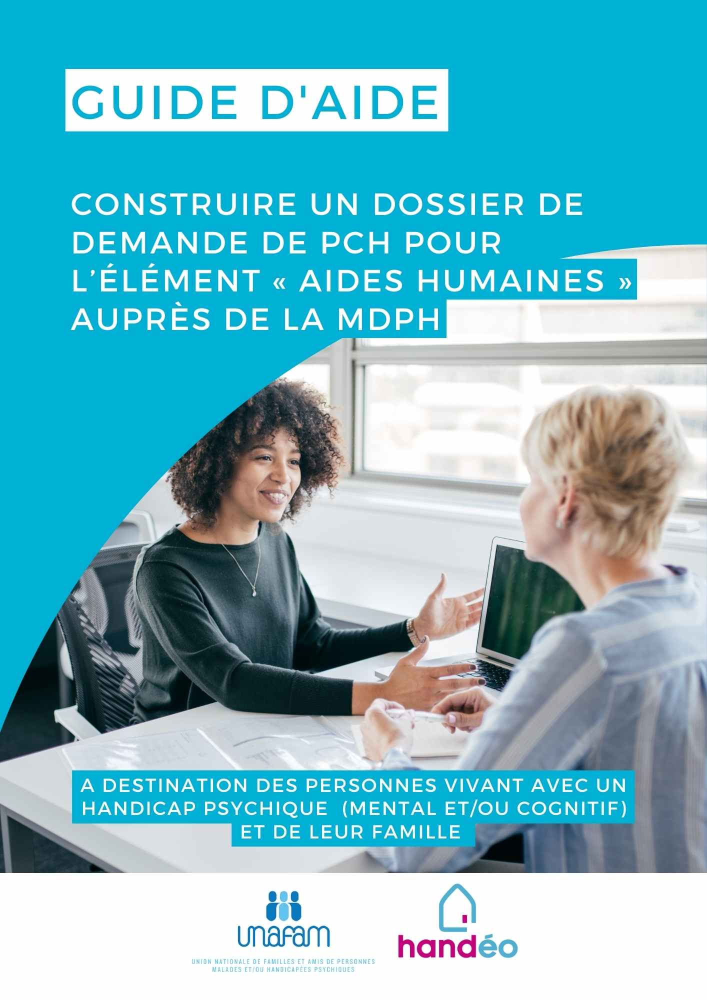 GUIDE D'AIDE
CONSTRUIRE UN DOSSIER DE
DEMANDE DE PCH POUR
L’ÉLÉMENT « AIDES HUMAINES »
AUPRÈS DE LA MDPH
A DESTINATION DES PERSONNES VIVANT AVEC UN
HANDICAP PSYCHIQUE (MENTAL ET/OU COGNITIF)
ET DE LEUR FAMILLE
unafam
UNION NATIONALE DE FAMILLES ET AMIS DE PERSONNES
MALADES ET/OU HANDICAPÉES PSYCHIQUES
handéo